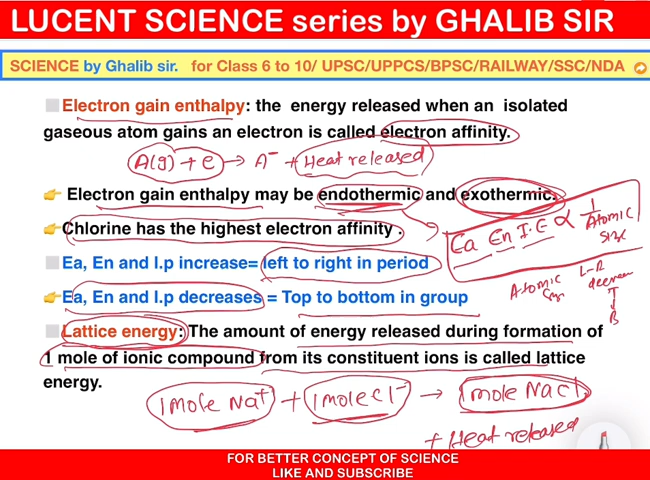 LUCENT SCIENCE series by GHALIB SIR
SCIENCE by Ghalib sir. for Class 6 to 10/ UPSC/UPPCS/BPSC/RAILWAY/SSC/NDA
Electron gain enthalpy: the energy released when an isolated
gaseous atom gains an electron is called electron affinity.
A(g) + e → A⁻ + Heat released
👉 Electron gain enthalpy may be endothermic and exothermic.
👉 Chlorine has the highest electron affinity.
Ea En I.E ∝ 1/Atomic size
Ea, En and I.p increase= left to right in period
Atomic
L-R
decrease
T
↓
B
👉 Ea, En and I.p decreases = Top to bottom in group
Lattice energy: The amount of energy released during formation of
1 mole of ionic compound from its constituent ions is called lattice
energy.
1 mole Na⁺ + 1 mole Cl⁻ → 1 mole NaCl
+ Heat released
FOR BETTER CONCEPT OF SCIENCE
LIKE AND SUBSCRIBE